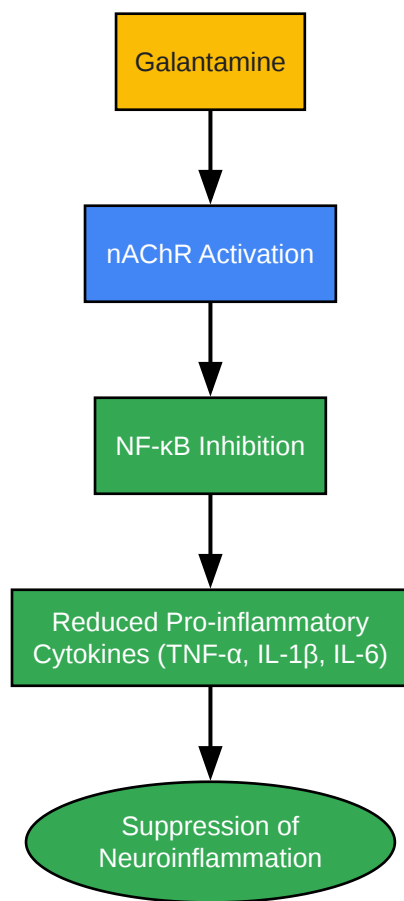 Galantamine
nAChR Activation
NF-κB Inhibition
Reduced Pro-inflammatory
Cytokines (TNF-α, IL-1β, IL-6)
Suppression of
Neuroinflammation